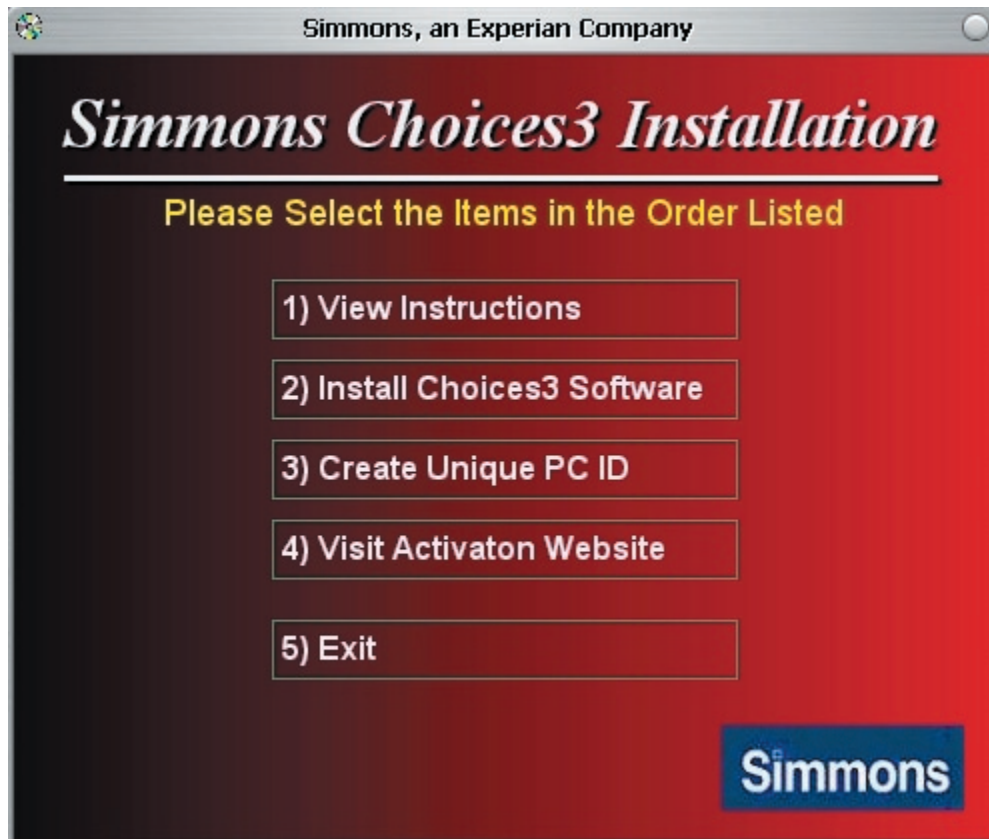 Simmons, an Experian Company
Simmons Choices3 Installation
Please Select the Items in the Order Listed
1) View Instructions
2) Install Choices3 Software
3) Create Unique PC ID
4) Visit Activaton Website
5) Exit
Simmons